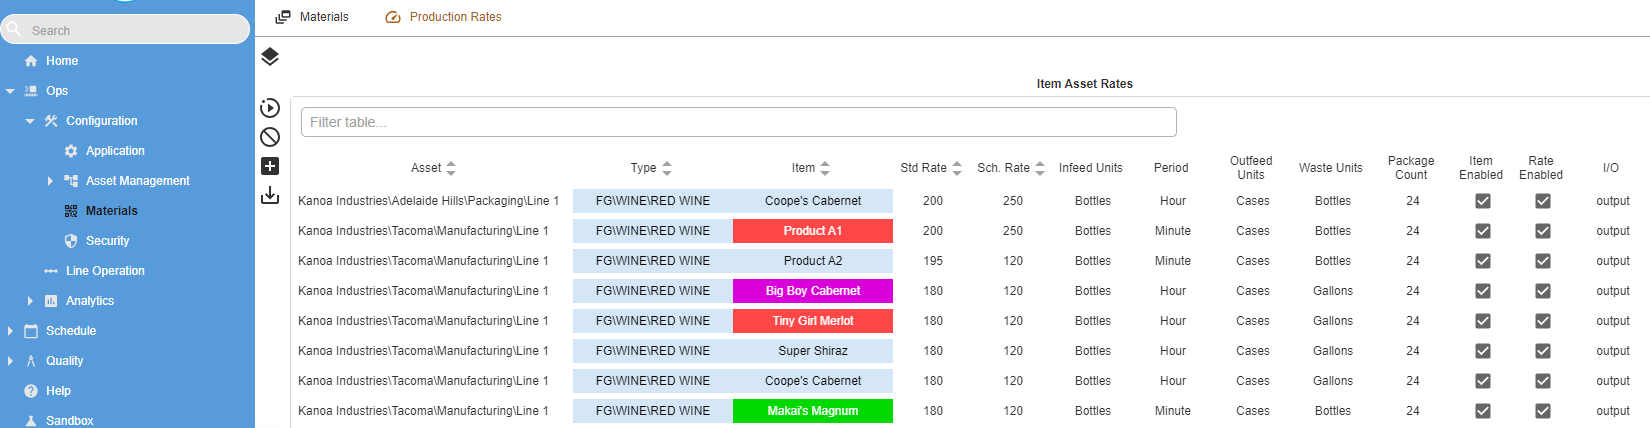 Materials
Production Rates
Search
Home
Ops
Configuration
Application
Asset Management
Materials
Security
Line Operation
Analytics
Schedule
Quality
Help
Sandbox
Item Asset Rates
Filter table...
Asset Type Item Std Rate Sch. Rate Infeed Units Period Outfeed Units Waste Units Package Count Item Enabled Rate Enabled I/O
Kanoa Industries\Adelaide Hills\Packaging\Line 1 FG\WINE\RED WINE Coope's Cabernet 200 250 Bottles Hour Cases Bottles 24 output
Kanoa Industries\Tacoma\Manufacturing\Line 1 FG\WINE\RED WINE Product A1 200 250 Bottles Minute Cases Bottles 24 output
Kanoa Industries\Tacoma\Manufacturing\Line 1 FG\WINE\RED WINE Product A2 195 120 Bottles Minute Cases Bottles 24 output
Kanoa Industries\Tacoma\Manufacturing\Line 1 FG\WINE\RED WINE Big Boy Cabernet 180 120 Bottles Hour Cases Gallons 24 output
Kanoa Industries\Tacoma\Manufacturing\Line 1 FG\WINE\RED WINE Tiny Girl Merlot 180 120 Bottles Hour Cases Gallons 24 output
Kanoa Industries\Tacoma\Manufacturing\Line 1 FG\WINE\RED WINE Super Shiraz 180 120 Bottles Hour Cases Gallons 24 output
Kanoa Industries\Tacoma\Manufacturing\Line 1 FG\WINE\RED WINE Coope's Cabernet 180 120 Bottles Hour Cases Gallons 24 output
Kanoa Industries\Tacoma\Manufacturing\Line 1 FG\WINE\RED WINE Makai's Magnum 180 120 Bottles Minute Cases Bottles 24 output